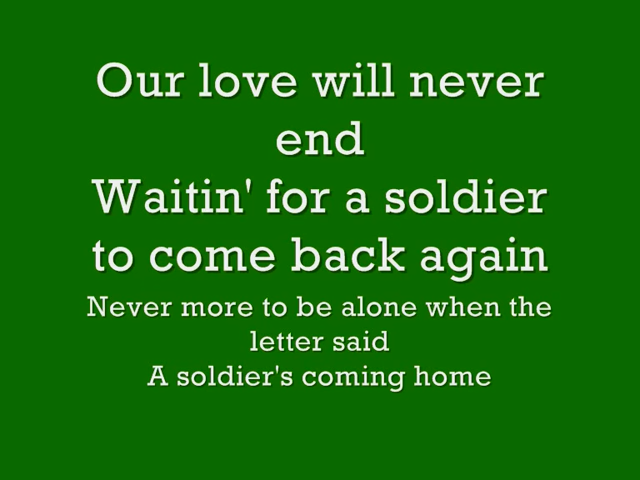 Our love will never
end
Waitin' for a soldier
to come back again
Never more to be alone when the
letter said
A soldier's coming home